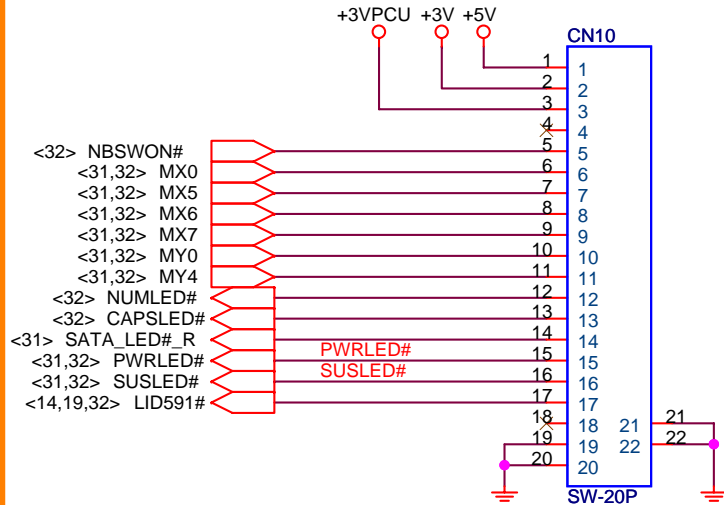 +3VPCU +3V +5V
CN10
1 1
2 2
3 3
4 4
<32> NBSWON# 5 5
<31,32> MX0 6 6
<31,32> MX5 7 7
<31,32> MX6 8 8
<31,32> MX7 9 9
<31,32> MY0 10 10
<31,32> MY4 11 11
<32> NUMLED# 12 12
<32> CAPSLED# 13 13
<31> SATA_LED#_R 14 14
<31,32> PWRLED# PWRLED# 15 15
<31,32> SUSLED# SUSLED# 16 16
<14,19,32> LID591# 17 17
18 18 21 21
19 19 22 22
20 20
SW-20P